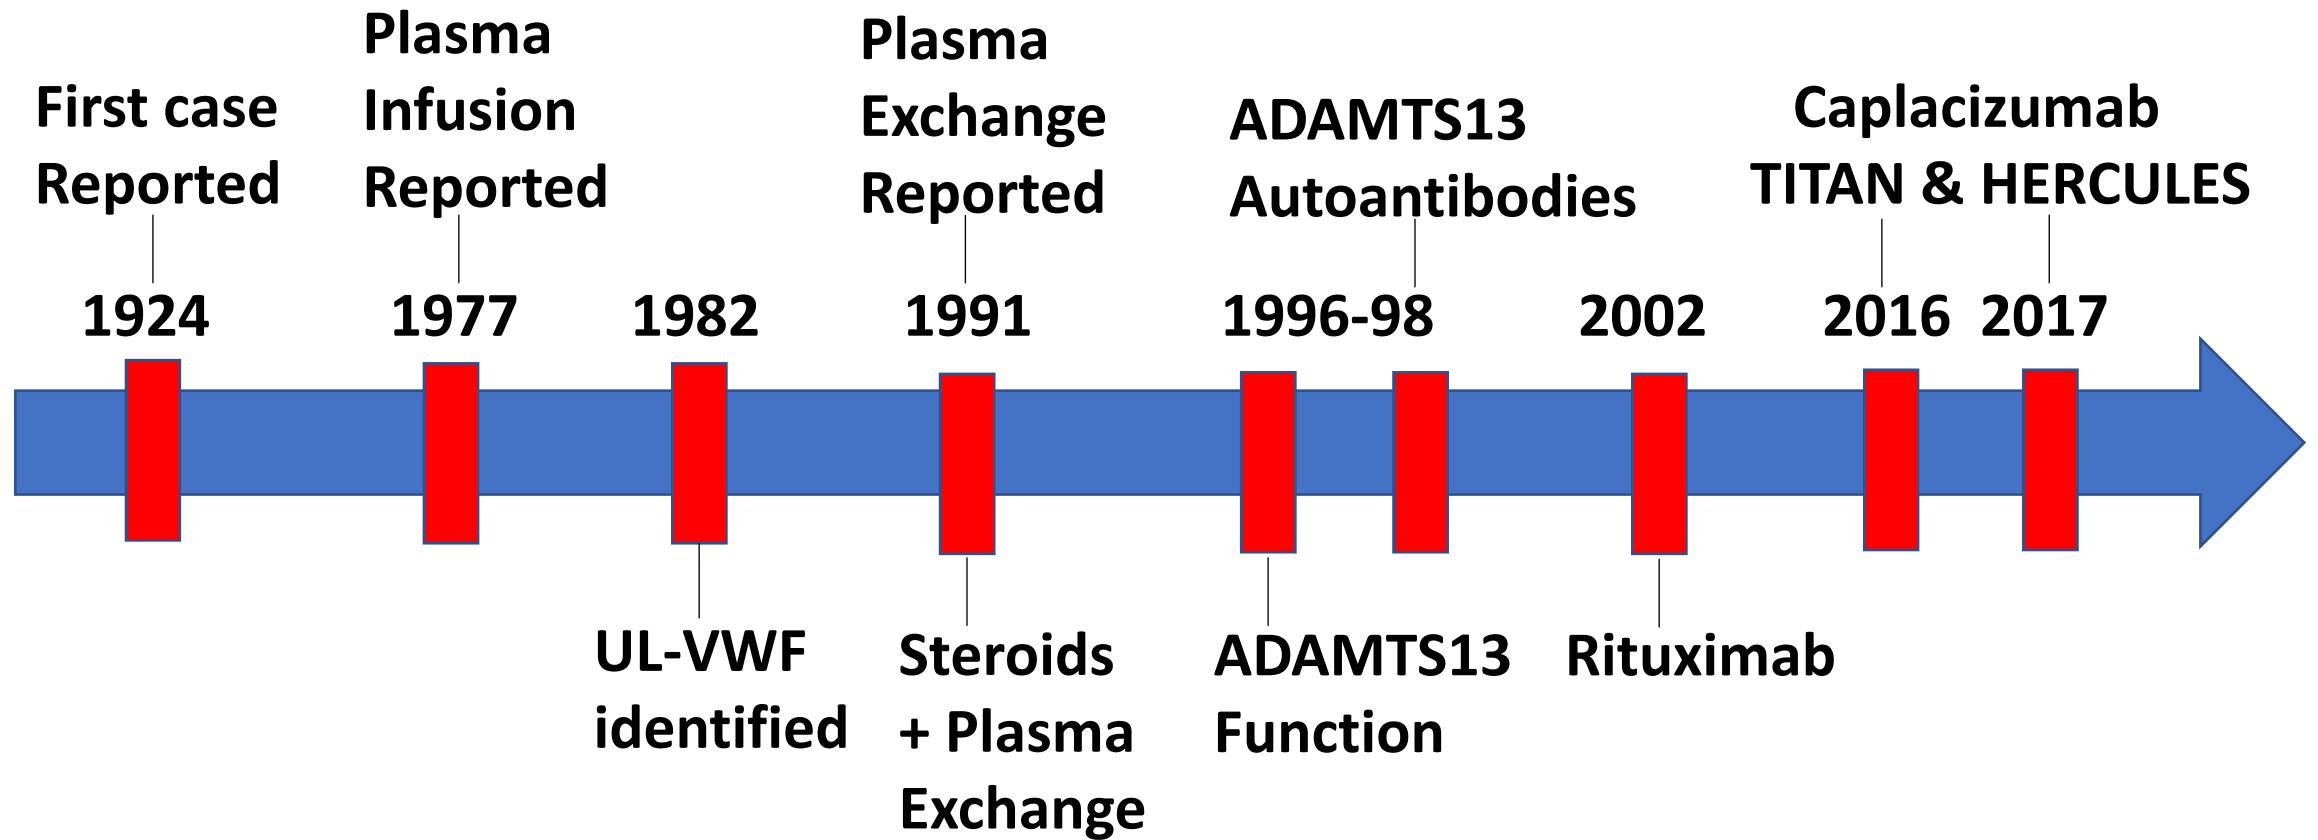 First case
Reported
Plasma
Infusion
Reported
Plasma
Exchange
Reported
ADAMTS13
Autoantibodies
Caplacizumab
TITAN & HERCULES
1924
1977
1982
1991
1996-98
2002
2016
2017
UL-VWF
identified
Steroids
+ Plasma
Exchange
ADAMTS13
Function
Rituximab